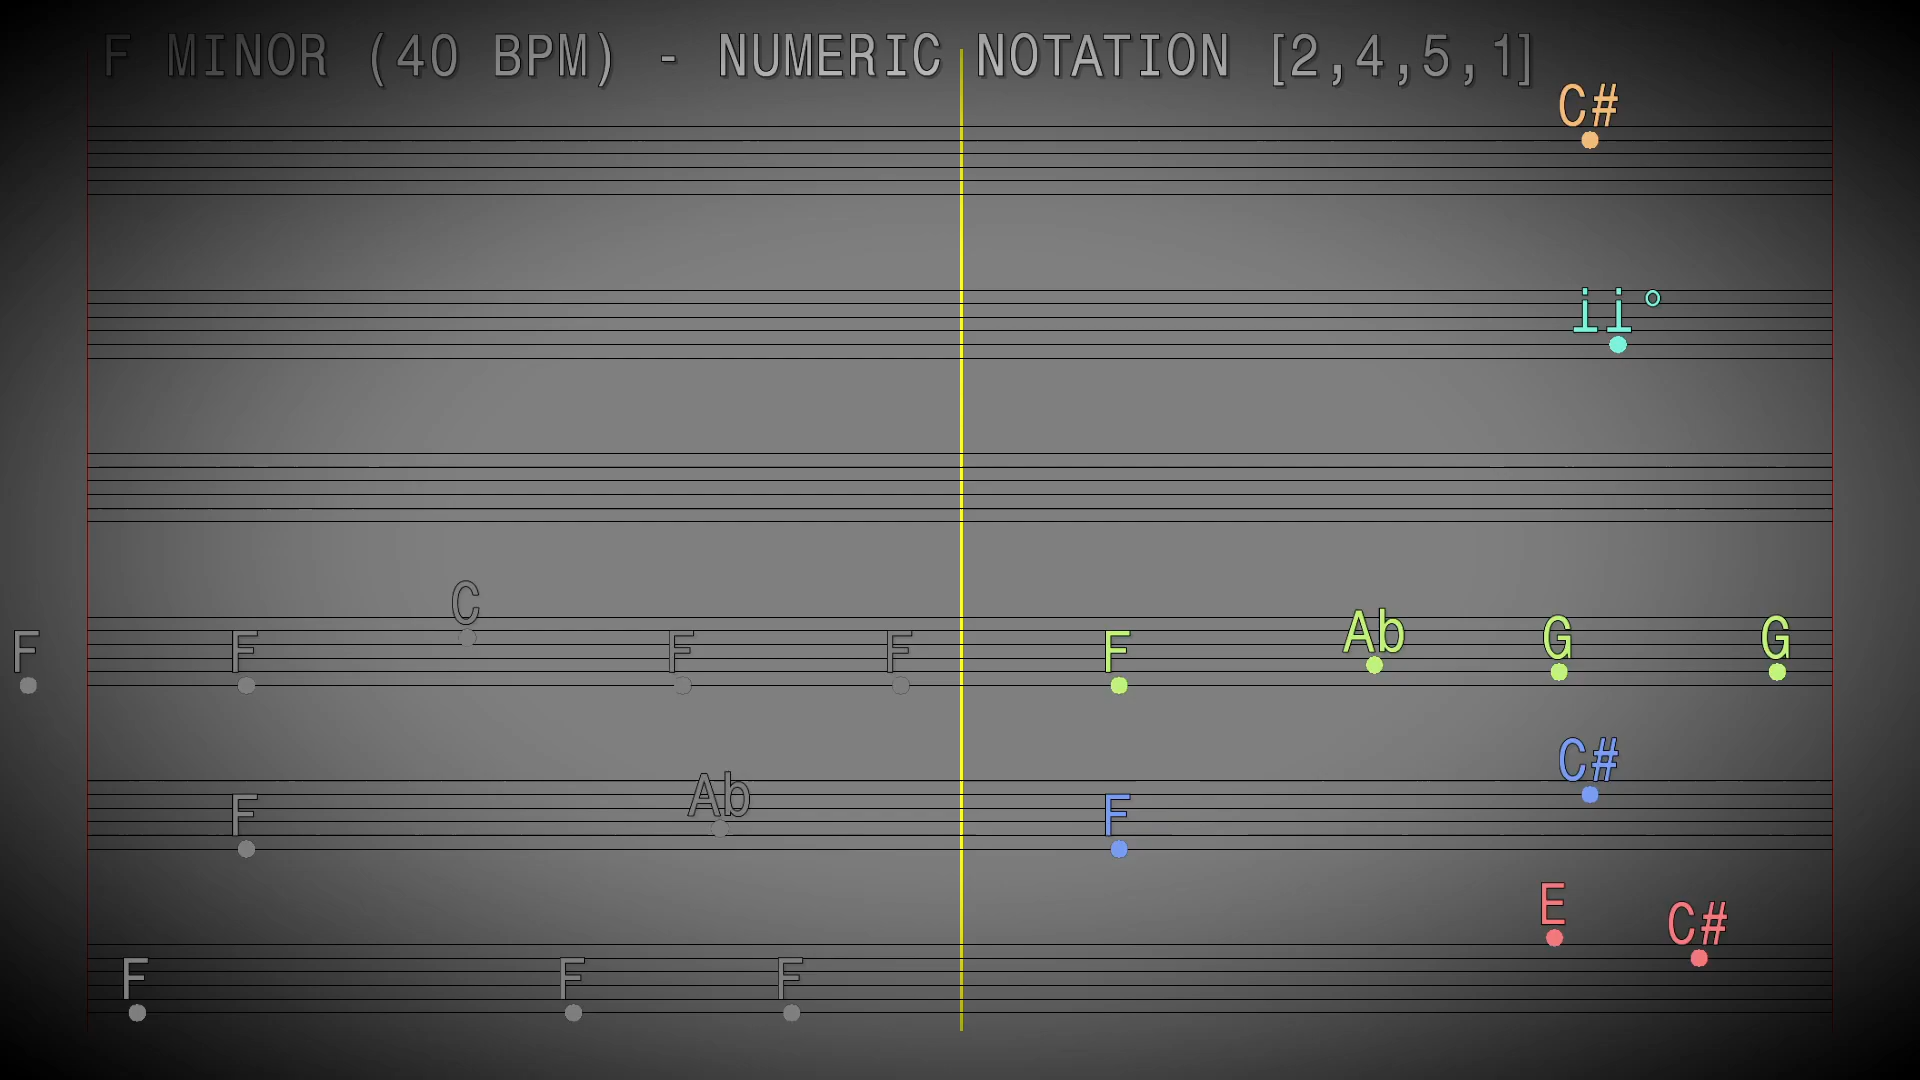 F MINOR (40 BPM) - NUMERIC NOTATION [2,4,5,1]
C#
ii°
F F C F F F Ab G G
F Ab F C#
F F F E C#